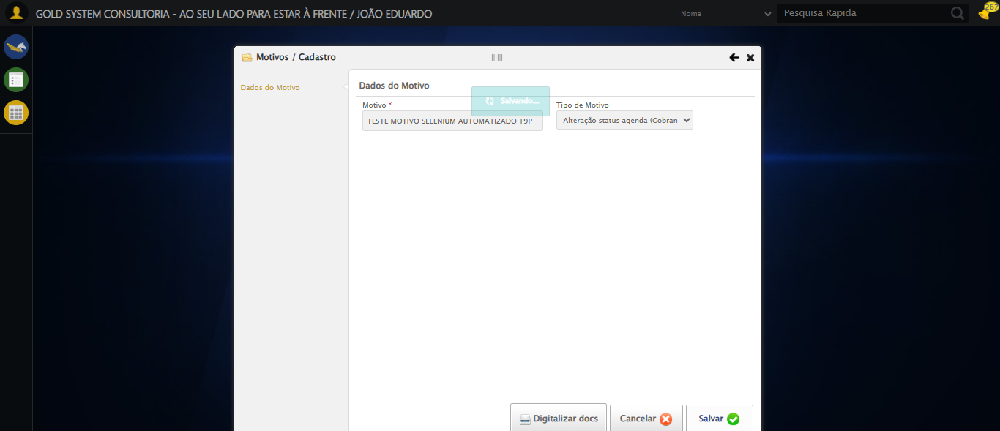 GOLD SYSTEM CONSULTORIA - AO SEU LADO PARA ESTAR À FRENTE / JOÃO EDUARDO
Nome
Pesquisa Rapida
267
Motivos / Cadastro
Dados do Motivo
Dados do Motivo
Salvando...
Motivo *
Tipo de Motivo
TESTE MOTIVO SELENIUM AUTOMATIZADO 19P
Alteração status agenda (Cobran
Digitalizar docs
Cancelar
Salvar